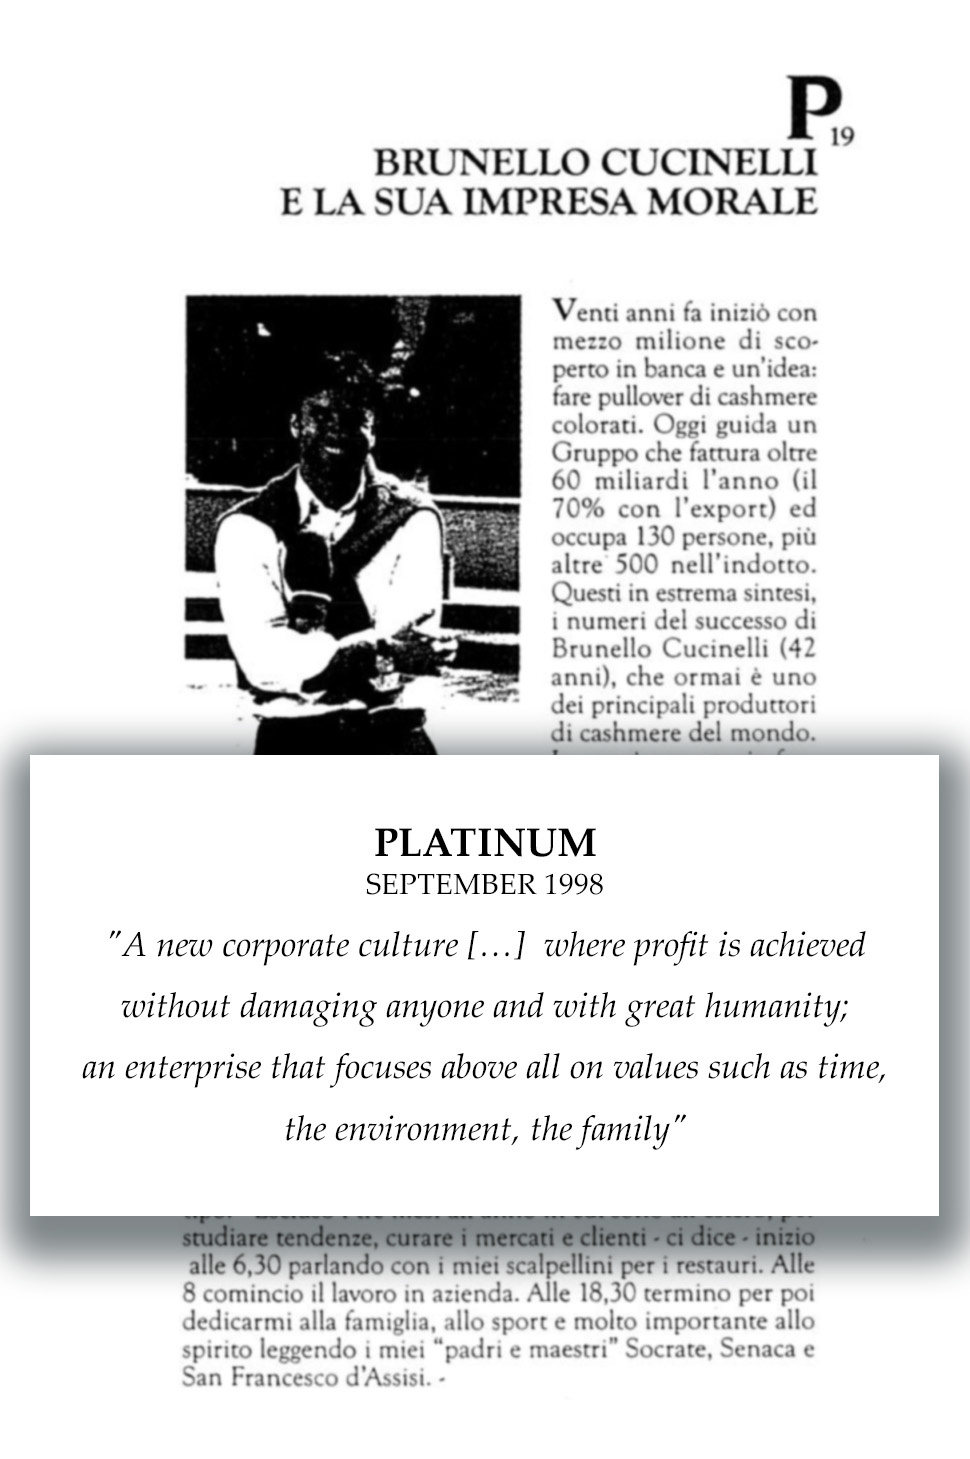 P
19
BRUNELLO CUCINELLI
E LA SUA IMPRESA MORALE
Venti anni fa iniziò con
mezzo milione di sco-
perto in banca e un'idea:
fare pullover di cashmere
colorati. Oggi guida un
Gruppo che fattura oltre
60 miliardi l'anno (il
70% con l'export) ed
occupa 130 persone, più
altre 500 nell'indotto.
Questi in estrema sintesi,
i numeri del successo di
Brunello Cucinelli (42
anni), che ormai è uno
dei principali produttori
di cashmere del mondo.
PLATINUM
SEPTEMBER 1998
"A new corporate culture [...] where profit is achieved
without damaging anyone and with great humanity;
an enterprise that focuses above all on values such as time,
the environment, the family"
studiare tendenze, curare i mercati e clienti - ci dice - inizio
alle 6,30 parlando con i miei scalpellini per i restauri. Alle
8 comincio il lavoro in azienda. Alle 18,30 termino per poi
dedicarmi alla famiglia, allo sport e molto importante allo
spirito leggendo i miei "padri e maestri" Socrate, Senaca e
San Francesco d'Assisi. -